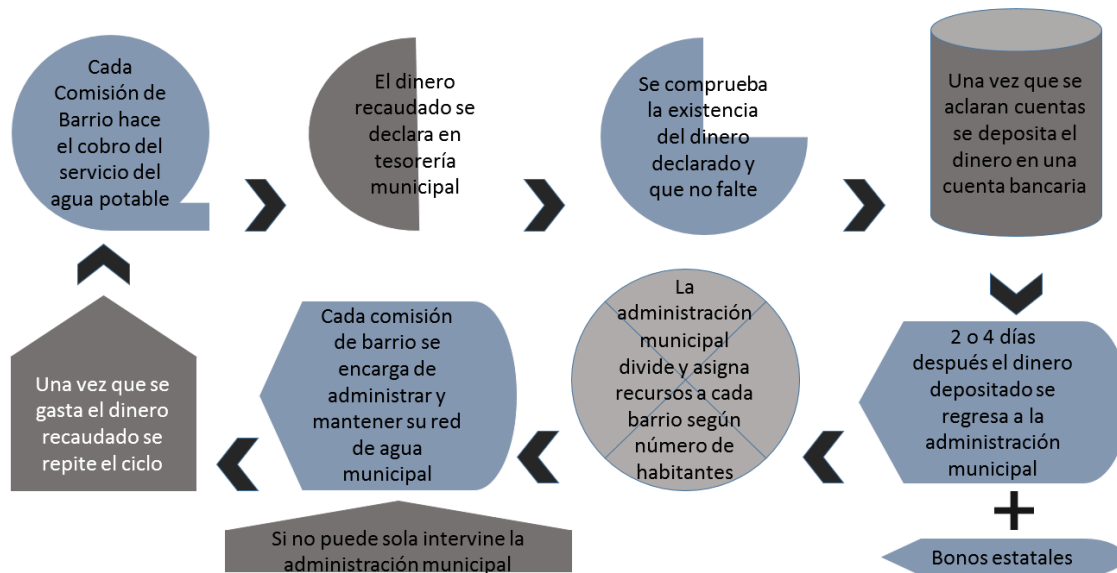 Cada
Comisión de
Barrio hace
el cobro del
servicio del
agua potable
El dinero
recaudado se
declara en
tesorería
municipal
Se comprueba
la existencia
del dinero
declarado y
que no falte
Una vez que se
aclaran cuentas
se deposita el
dinero en una
cuenta bancaria
2 o 4 días
después el dinero
depositado se
regresa a la
administración
municipal
+
Bonos estatales
La
administración
municipal
divide y asigna
recursos a cada
barrio según
número de
habitantes
Cada comisión
de barrio se
encarga de
administrar y
mantener su red
de agua
municipal
Si no puede sola intervine la
administración municipal
Una vez que se
gasta el dinero
recaudado se
repite el ciclo